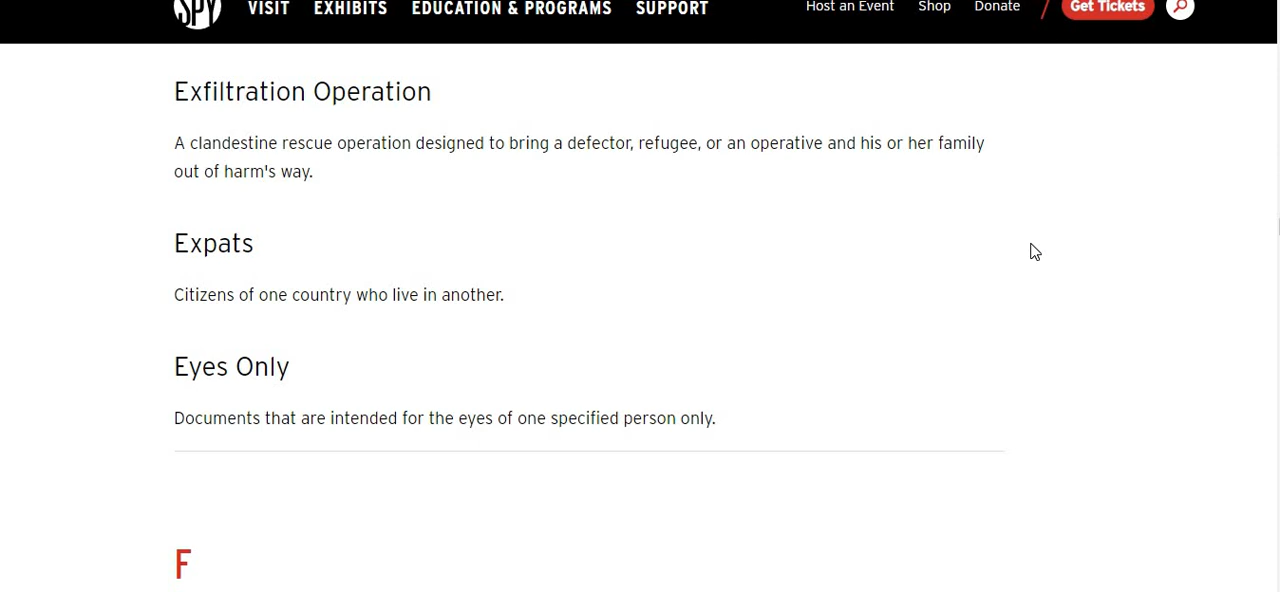 SPY VISIT EXHIBITS EDUCATION & PROGRAMS SUPPORT Host an Event Shop Donate Get Tickets
Exfiltration Operation
A clandestine rescue operation designed to bring a defector, refugee, or an operative and his or her family
out of harm's way.
Expats
Citizens of one country who live in another.
Eyes Only
Documents that are intended for the eyes of one specified person only.
F